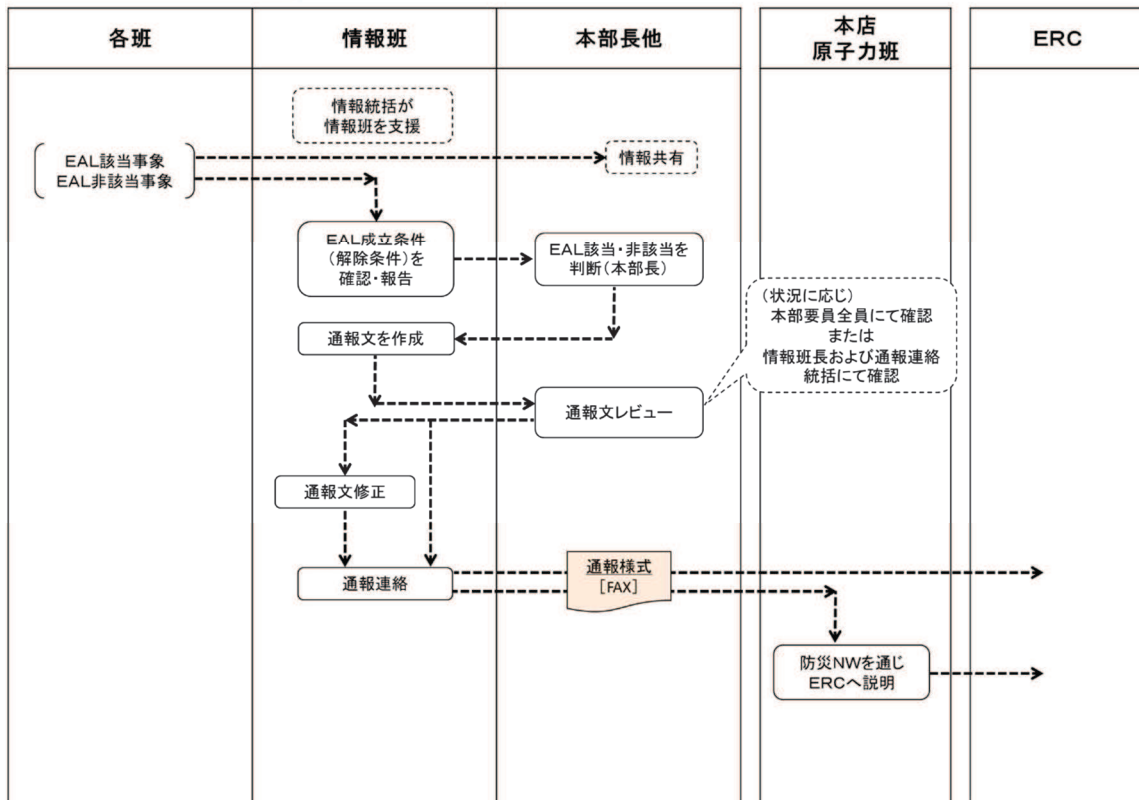 各班
情報班
本部長他
本店
原子力班
ERC
情報統括が
情報班を支援
EAL該当事象
EAL非該当事象
情報共有
EAL成立条件
（解除条件）を
確認・報告
EAL該当・非該当を
判断（本部長）
（状況に応じ）
本部要員全員にて確認
または
情報班長および通報連絡
統括にて確認
通報文を作成
通報文レビュー
通報文修正
通報連絡
通報様式
［FAX］
防災NWを通じ
ERCへ説明